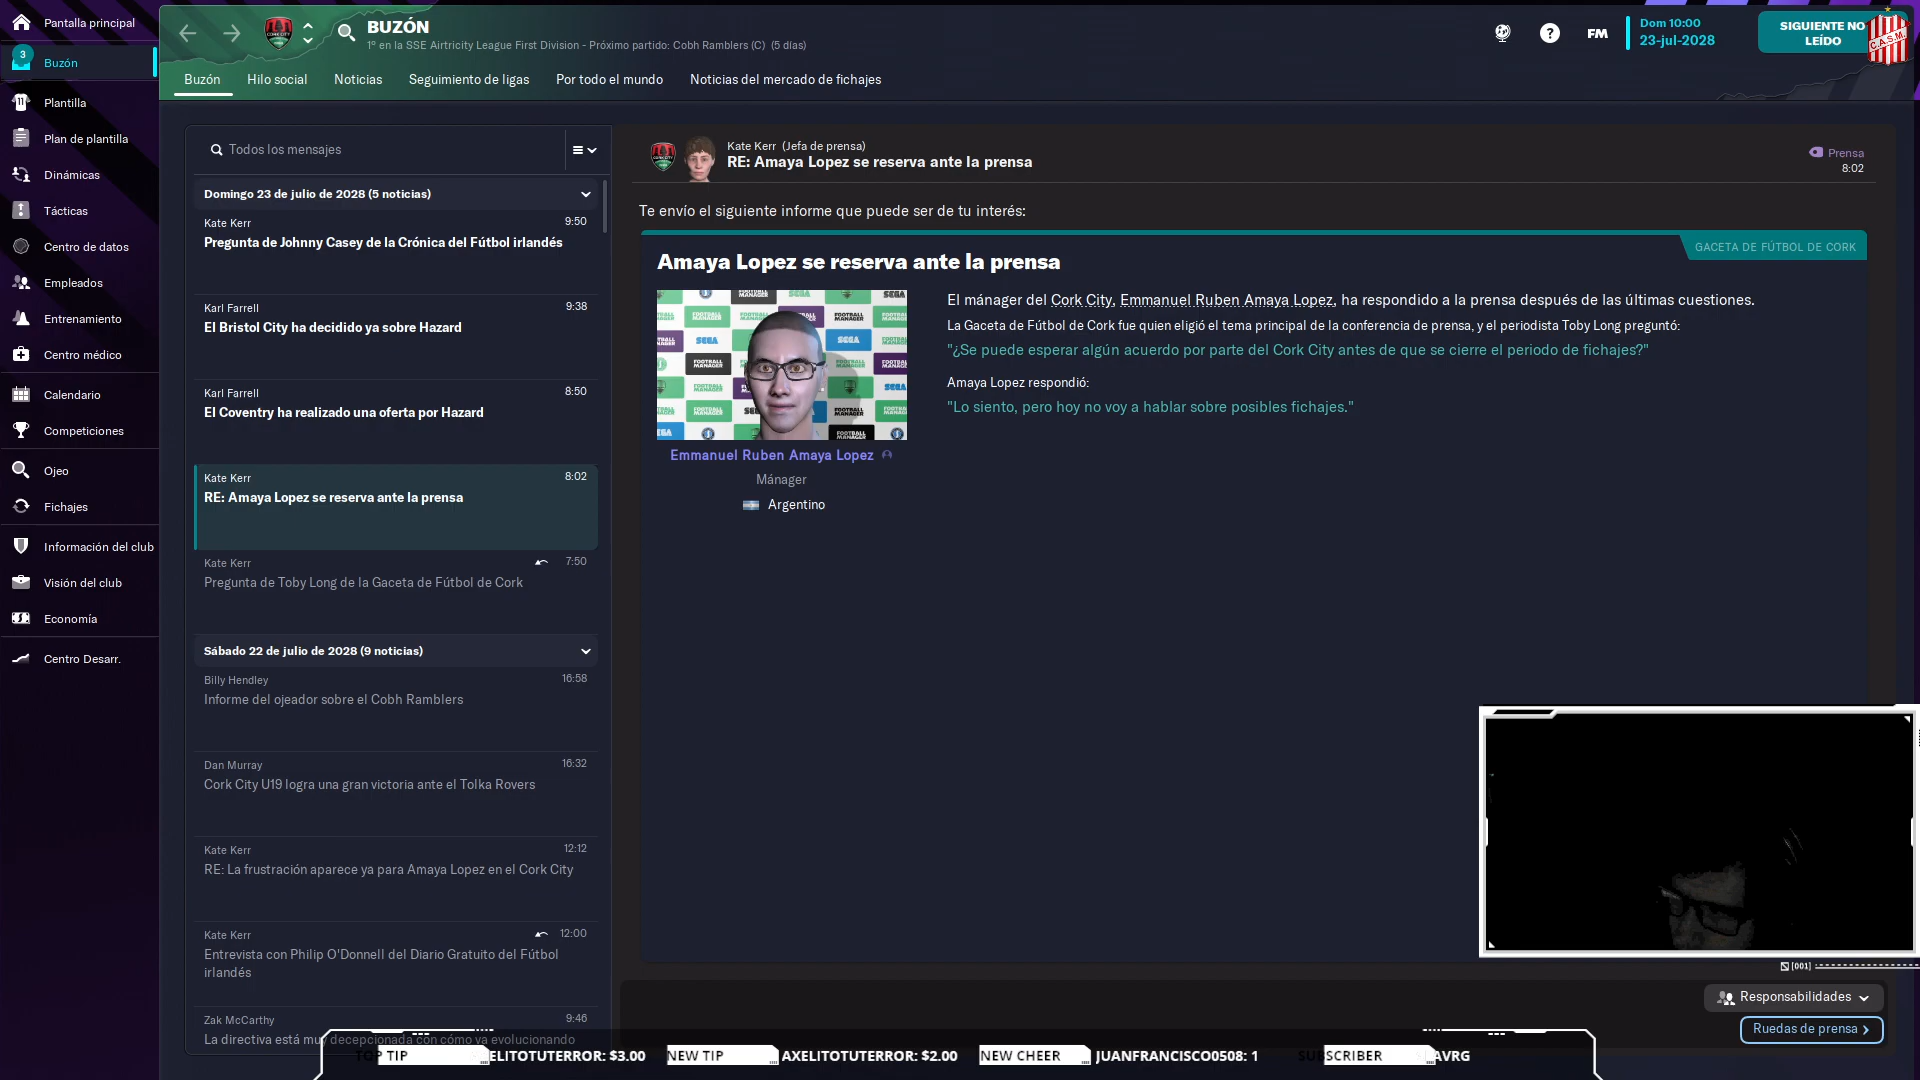 Pantalla principal
3
Buzón
Plantilla
Plan de plantilla
Dinámicas
Tácticas
Centro de datos
Empleados
Entrenamiento
Centro médico
Calendario
Competiciones
Ojeo
Fichajes
Información del club
Visión del club
Economía
Centro Desarr.
BUZÓN
1º en la SSE Airtricity League First Division - Próximo partido: Cobh Ramblers (C) (5 días)
FM
Dom 10:00
23-jul-2028
SIGUIENTE NO
LEÍDO
C.A.S.M.
Buzón
Hilo social
Noticias
Seguimiento de ligas
Por todo el mundo
Noticias del mercado de fichajes
Todos los mensajes
Domingo 23 de julio de 2028 (5 noticias)
Kate Kerr
9:50
Pregunta de Johnny Casey de la Crónica del Fútbol irlandés
Karl Farrell
9:38
El Bristol City ha decidido ya sobre Hazard
Karl Farrell
8:50
El Coventry ha realizado una oferta por Hazard
Kate Kerr
8:02
RE: Amaya Lopez se reserva ante la prensa
Kate Kerr
7:50
Pregunta de Toby Long de la Gaceta de Fútbol de Cork
Sábado 22 de julio de 2028 (9 noticias)
Billy Hendley
16:58
Informe del ojeador sobre el Cobh Ramblers
Dan Murray
16:32
Cork City U19 logra una gran victoria ante el Tolka Rovers
Kate Kerr
12:12
RE: La frustración aparece ya para Amaya Lopez en el Cork City
Kate Kerr
12:00
Entrevista con Philip O'Donnell del Diario Gratuito del Fútbol
irlandés
Zak McCarthy
9:46
La directiva está muy decepcionada con cómo va evolucionando
Kate Kerr (Jefa de prensa)
RE: Amaya Lopez se reserva ante la prensa
Prensa
8:02
Te envío el siguiente informe que puede ser de tu interés:
GACETA DE FÚTBOL DE CORK
Amaya Lopez se reserva ante la prensa
El mánager del Cork City, Emmanuel Ruben Amaya Lopez, ha respondido a la prensa después de las últimas cuestiones.
La Gaceta de Fútbol de Cork fue quien eligió el tema principal de la conferencia de prensa, y el periodista Toby Long preguntó:
"¿Se puede esperar algún acuerdo por parte del Cork City antes de que se cierre el periodo de fichajes?"
Amaya Lopez respondió:
"Lo siento, pero hoy no voy a hablar sobre posibles fichajes."
Emmanuel Ruben Amaya Lopez
Mánager
Argentino
[001]
Responsabilidades
Ruedas de prensa
TOP TIP
ELITOTUTERROR: $3.00
NEW TIP
AXELITOTUTERROR: $2.00
NEW CHEER
JUANFRANCISCO0508: 1
SUBSCRIBER
AVRG